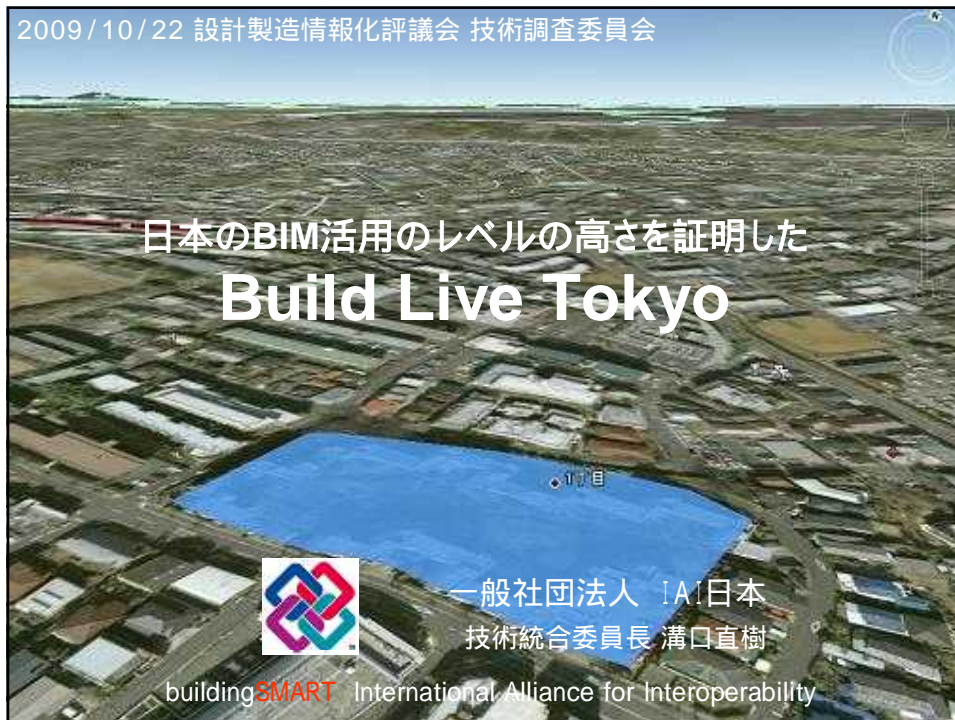 2009/10/22 設計製造情報化評議会 技術調査委員会
日本のBIM活用のレベルの高さを証明した
Build Live Tokyo
1丁目
一般社団法人 IAI日本
技術統合委員長 溝口直樹
buildingSMART International Alliance for Interoperability